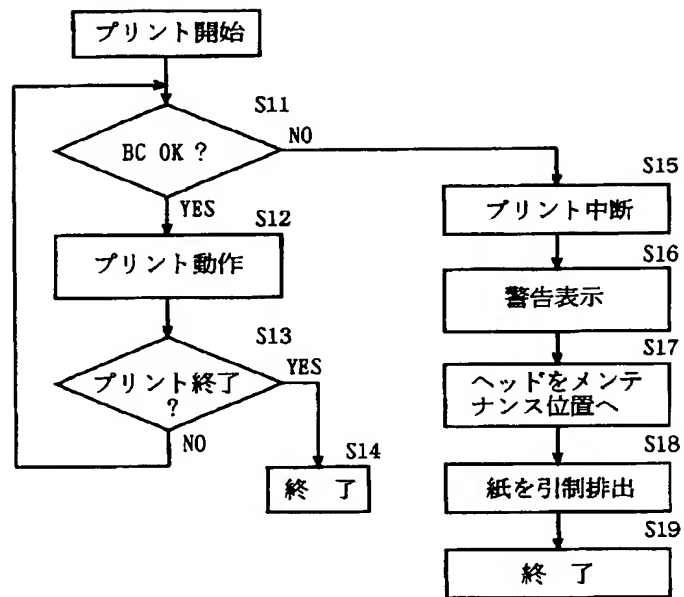 プリント開始
S11
BC OK ?
NO
YES
S12
プリント動作
S13
プリント終了
?
YES
NO
S14
終 了
S15
プリント中断
S16
警告表示
S17
ヘッドをメンテ
ナンス位置へ
S18
紙を引制排出
S19
終 了